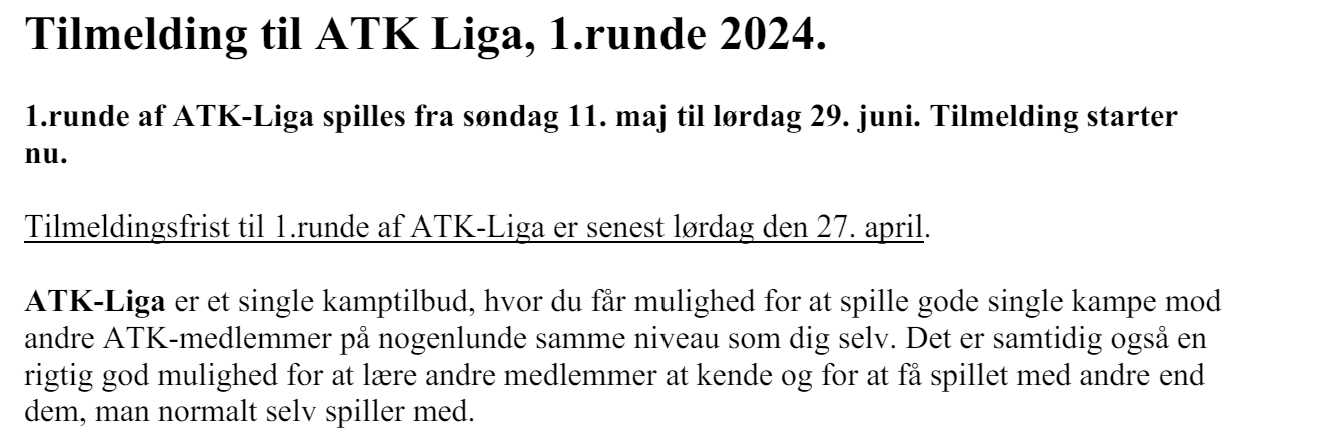 Tilmelding til ATK Liga, 1.runde 2024.
1.runde af ATK-Liga spilles fra søndag 11. maj til lørdag 29. juni. Tilmelding starter
nu.
Tilmeldingsfrist til 1.runde af ATK-Liga er senest lørdag den 27. april.
ATK-Liga er et single kamptilbud, hvor du får mulighed for at spille gode single kampe mod
andre ATK-medlemmer på nogenlunde samme niveau som dig selv. Det er samtidig også en
rigtig god mulighed for at lære andre medlemmer at kende og for at få spillet med andre end
dem, man normalt selv spiller med.